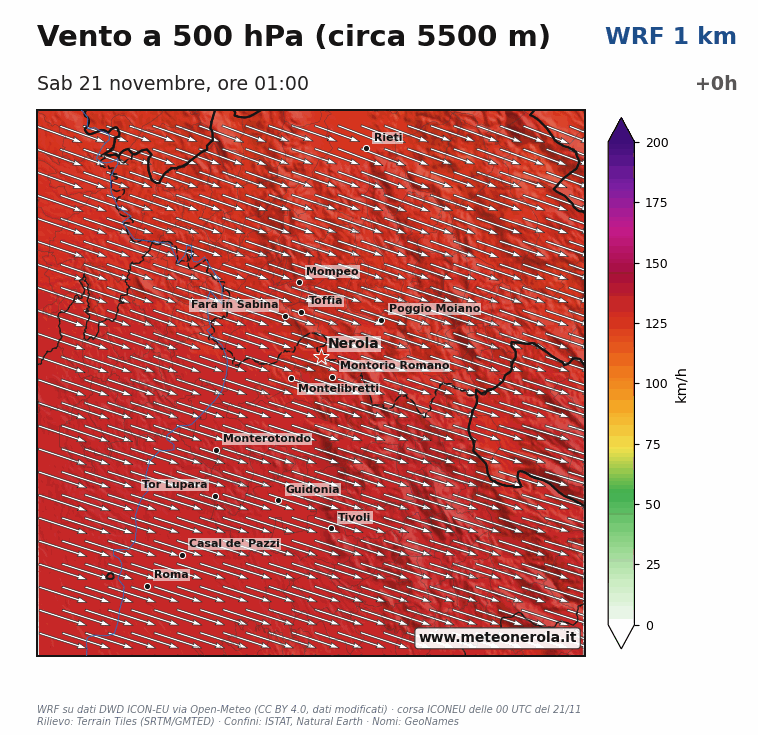 Vento a 500 hPa (circa 5500 m)
WRF 1 km
Sab 21 novembre, ore 01:00
+0h
Rieti
Mompeo
Fara in Sabina
Toffia
Poggio Moiano
Nerola
Montorio Romano
Montelibretti
Monterotondo
Tor Lupara
Guidonia
Tivoli
Casal de' Pazzi
Roma
www.meteonerola.it
200
175
150
125
100
75
50
25
0
km/h
WRF su dati DWD ICON-EU via Open-Meteo (CC BY 4.0, dati modificati) · corsa ICONEU delle 00 UTC del 21/11
Rilievo: Terrain Tiles (SRTM/GMTED) · Confini: ISTAT, Natural Earth · Nomi: GeoNames